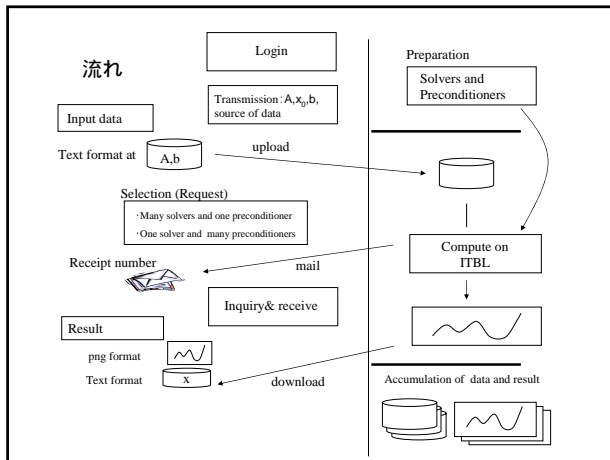 流れ
Login
Transmission:A,x0,b,
source of data
Input data
Text format at
A,b
upload
Selection (Request)
・Many solvers and one preconditioner
・One solver and many preconditioners
Receipt number
mail
Inquiry& receive
Result
png format
Text format
x
download
Preparation
Solvers and
Preconditioners
Compute on
ITBL
Accumulation of data and result